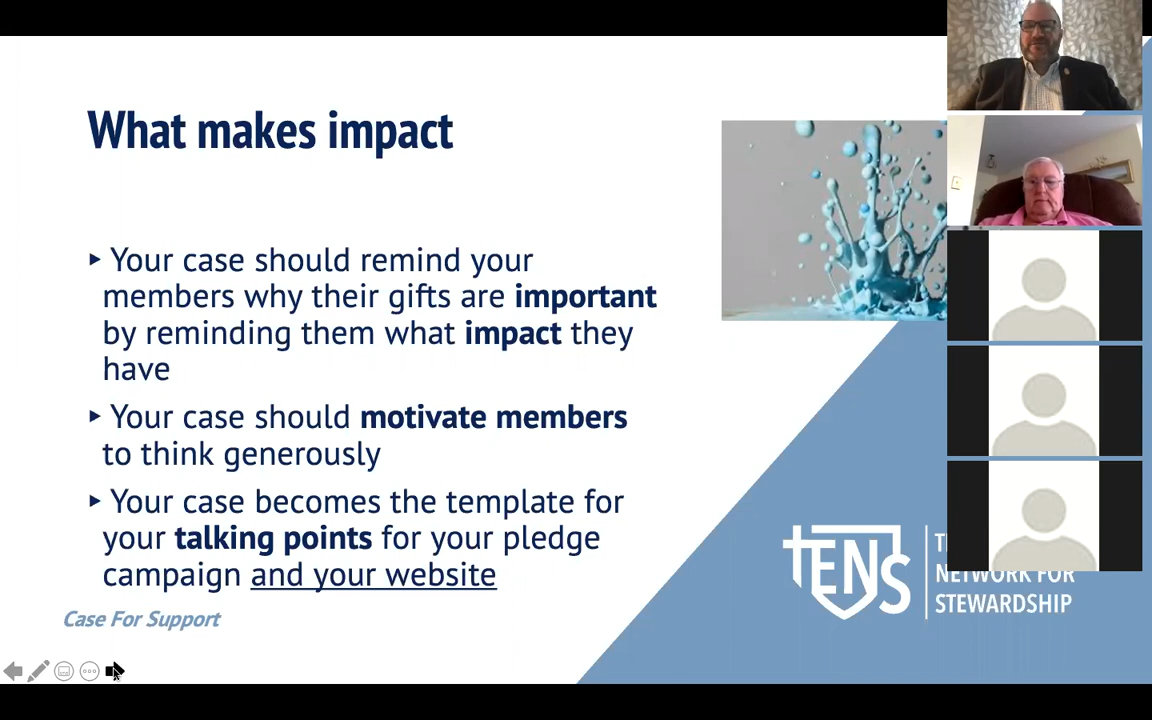 What makes impact
Your case should remind your
members why their gifts are important
by reminding them what impact they
have
Your case should motivate members
to think generously
Your case becomes the template for
your talking points for your pledge
campaign and your website
Case For Support
tENS
NETWORK FOR
STEWARDSHIP